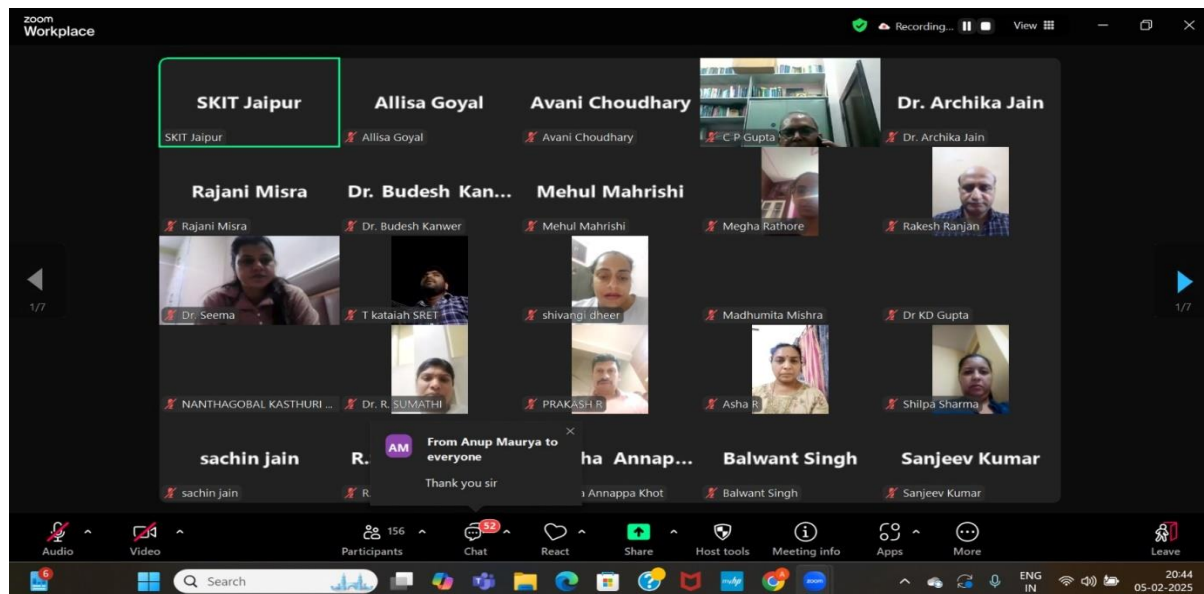 zoom
Workplace
Recording...
View
SKIT Jaipur
Allisa Goyal
Avani Choudhary
Dr. Archika Jain
SKIT Jaipur
Allisa Goyal
Avani Choudhary
C P Gupta
Dr. Archika Jain
Rajani Misra
Dr. Budesh Kan...
Mehul Mahrishi
Rajani Misra
Dr. Budesh Kanwer
Mehul Mahrishi
Megha Rathore
Rakesh Ranjan
1/7
1/7
Dr. Seema
T kataiah SRET
shivangi dheer
Madhumita Mishra
Dr KD Gupta
NANTHAGOBAL KASTHURI ...
Dr. R. SUMATHI
PRAKASH R
Asha R
Shilpa Sharma
AM
From Anup Maurya to
everyone
Thank you sir
sachin jain
R.
ha Annap...
Balwant Singh
Sanjeev Kumar
sachin jain
R
Annappa Khot
Balwant Singh
Sanjeev Kumar
156
52
Audio
Video
Participants
Chat
React
Share
Host tools
Meeting info
Apps
More
Leave
6
Search
zoom
ENG
IN
20:44
05-02-2025